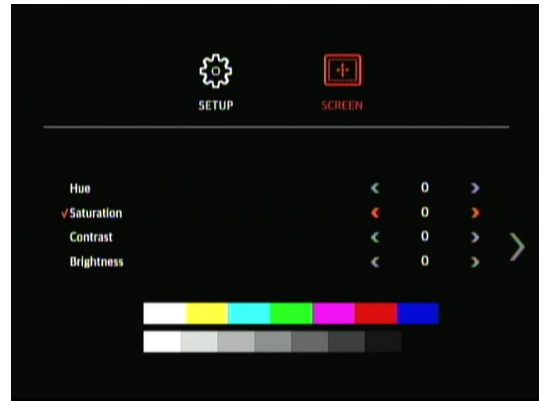 SETUP SCREEN
Hue 0
✓Saturation 0
Contrast 0
Brightness 0